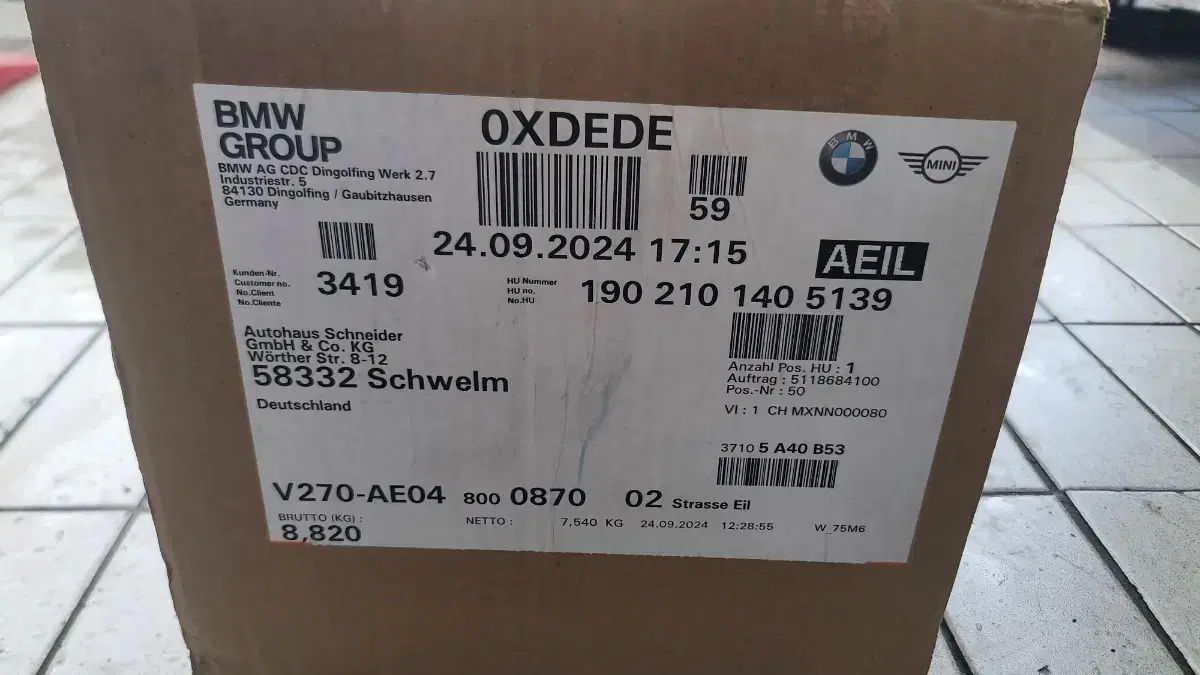 BMW
GROUP
BMW AG CDC Dingolfing Werk 2.7
Industriestr. 5
84130 Dingolfing / Gaubitzhausen
Germany
0XDEDE
59
BMW
MINI
24.09.2024 17:15
AEIL
Kunden-Nr.
Customer no.
No.Client
No.Cliente
3419
HU Nummer
HU no.
No.HU
190 210 140 5139
Autohaus Schneider
GmbH & Co. KG
Wörther Str. 8-12
58332 Schwelm
Deutschland
Anzahl Pos. HU : 1
Auftrag : 5118684100
Pos.-Nr : 50
VI : 1 CH MXNN000080
3710 5 A40 B53
V270-AE04 800 0870 02 Strasse Eil
BRUTTO (KG) :
8,820
NETTO : 7,540 KG 24.09.2024 12:28:55 W_75M6